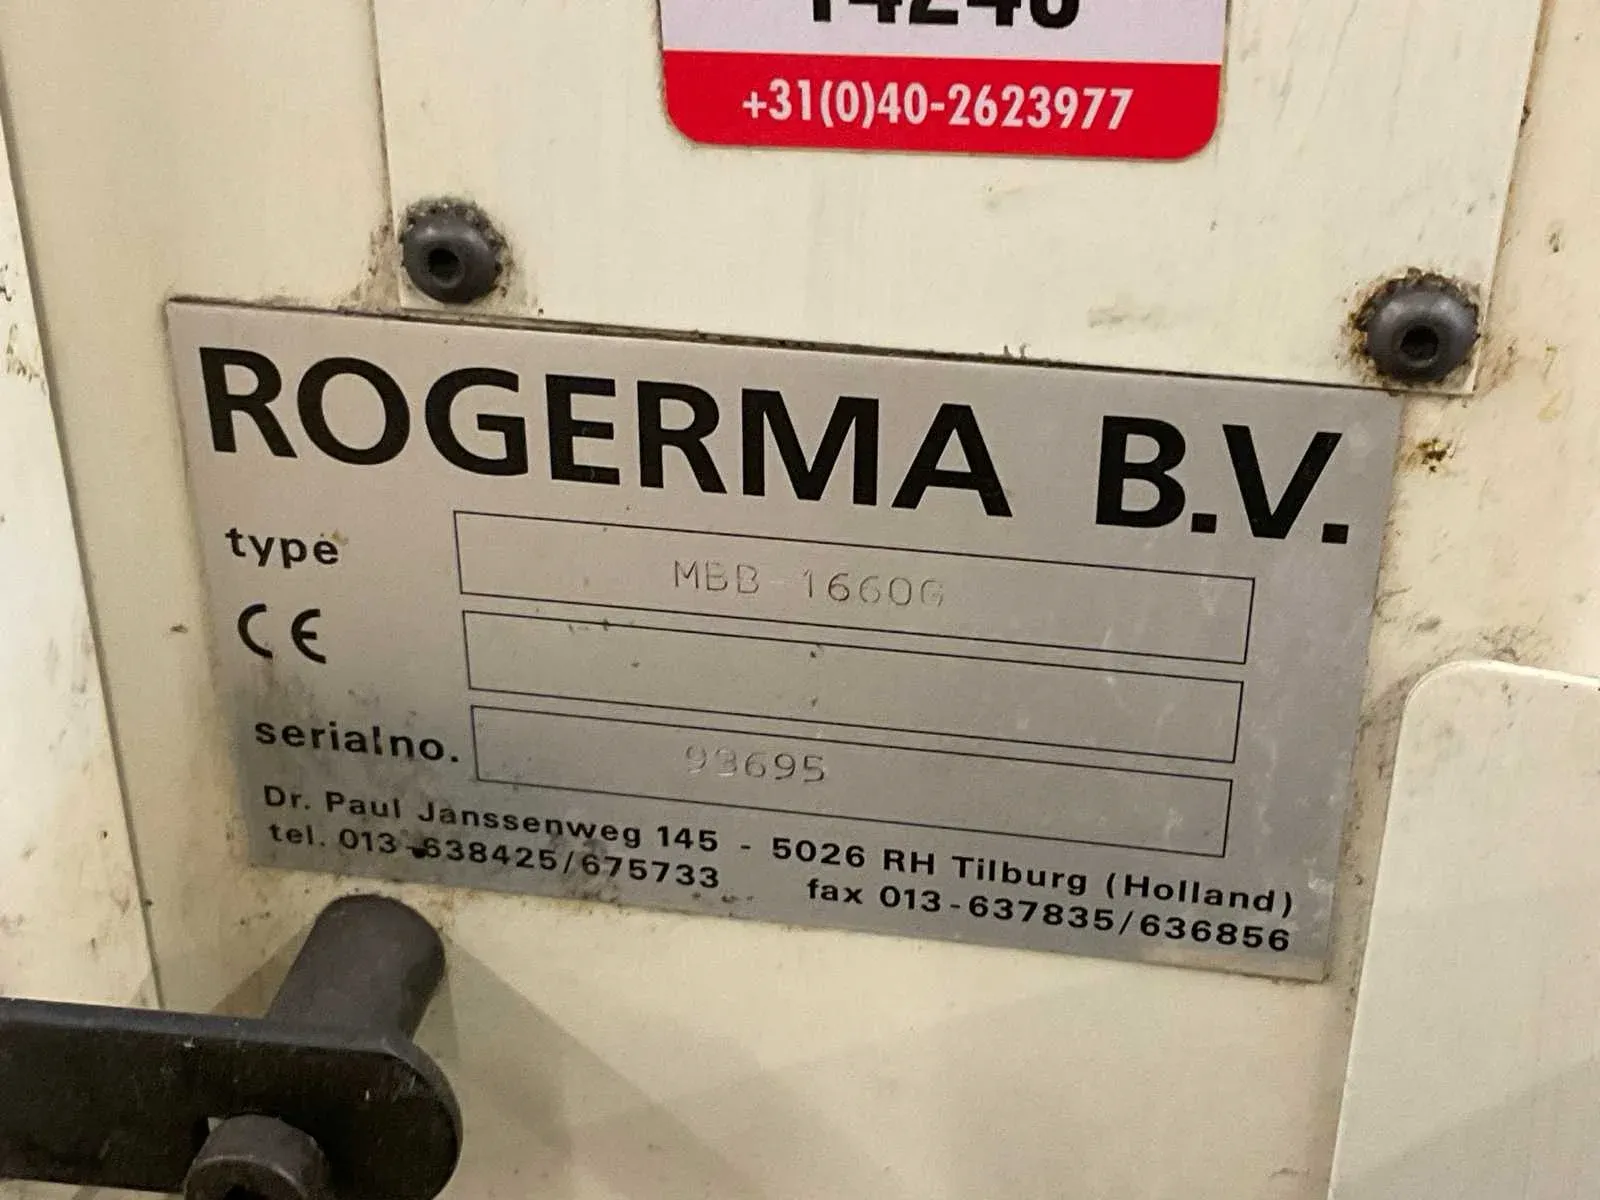 +31(0)40-2623977
ROGERMA B.V.
type MBB 1660G
CE
serialno. 93695
Dr. Paul Janssenweg 145 - 5026 RH Tilburg (Holland)
tel. 013-638425/675733 fax 013-637835/636856